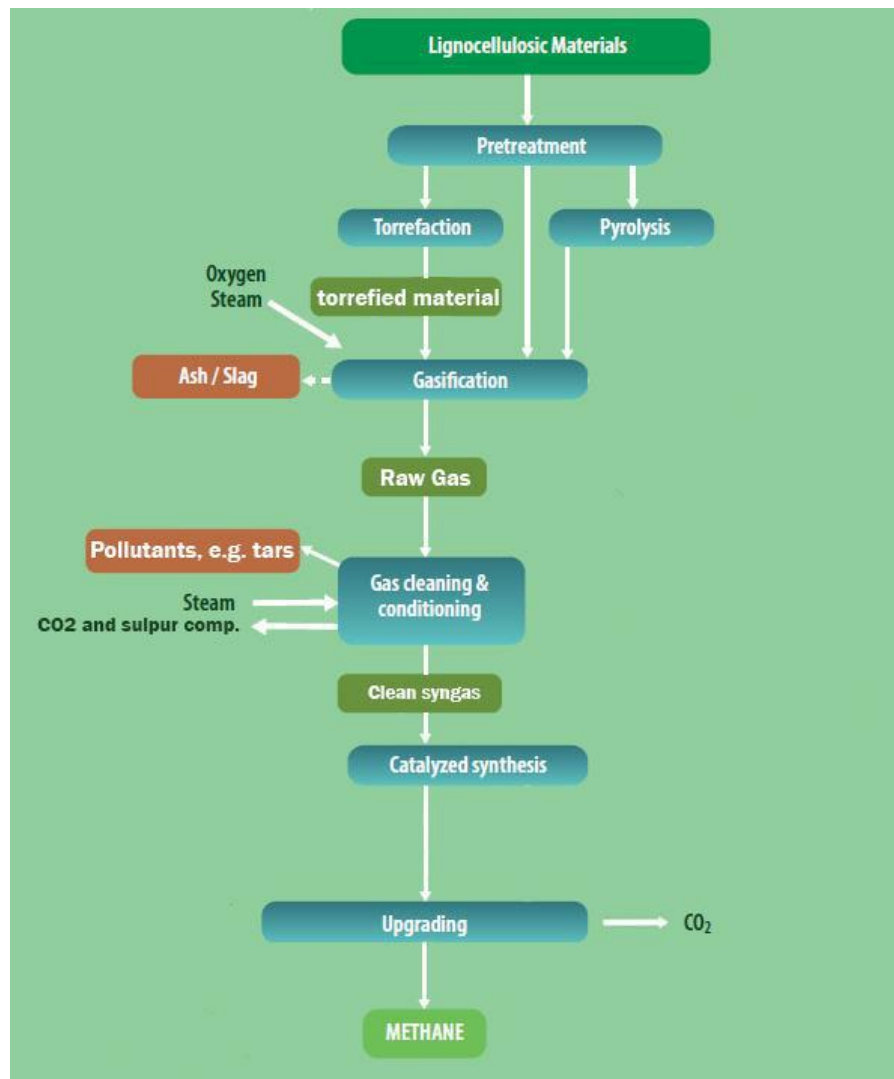 Lignocellulosic Materials
Pretreatment
Torrefaction
Pyrolysis
Oxygen
Steam
torrefied material
Ash / Slag
Gasification
Raw Gas
Pollutants, e.g. tars
Gas cleaning &
conditioning
Steam
CO2 and sulpur comp.
Clean syngas
Catalyzed synthesis
Upgrading
CO₂
METHANE